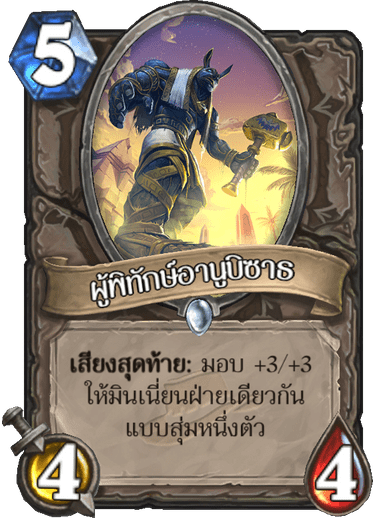 5
ผู้พิทักษ์อานูบิซาธ
เสียงสุดท้าย: มอบ +3/+3
ให้มินเนี่ยนฝ่ายเดียวกัน
แบบสุ่มหนึ่งตัว
4 4